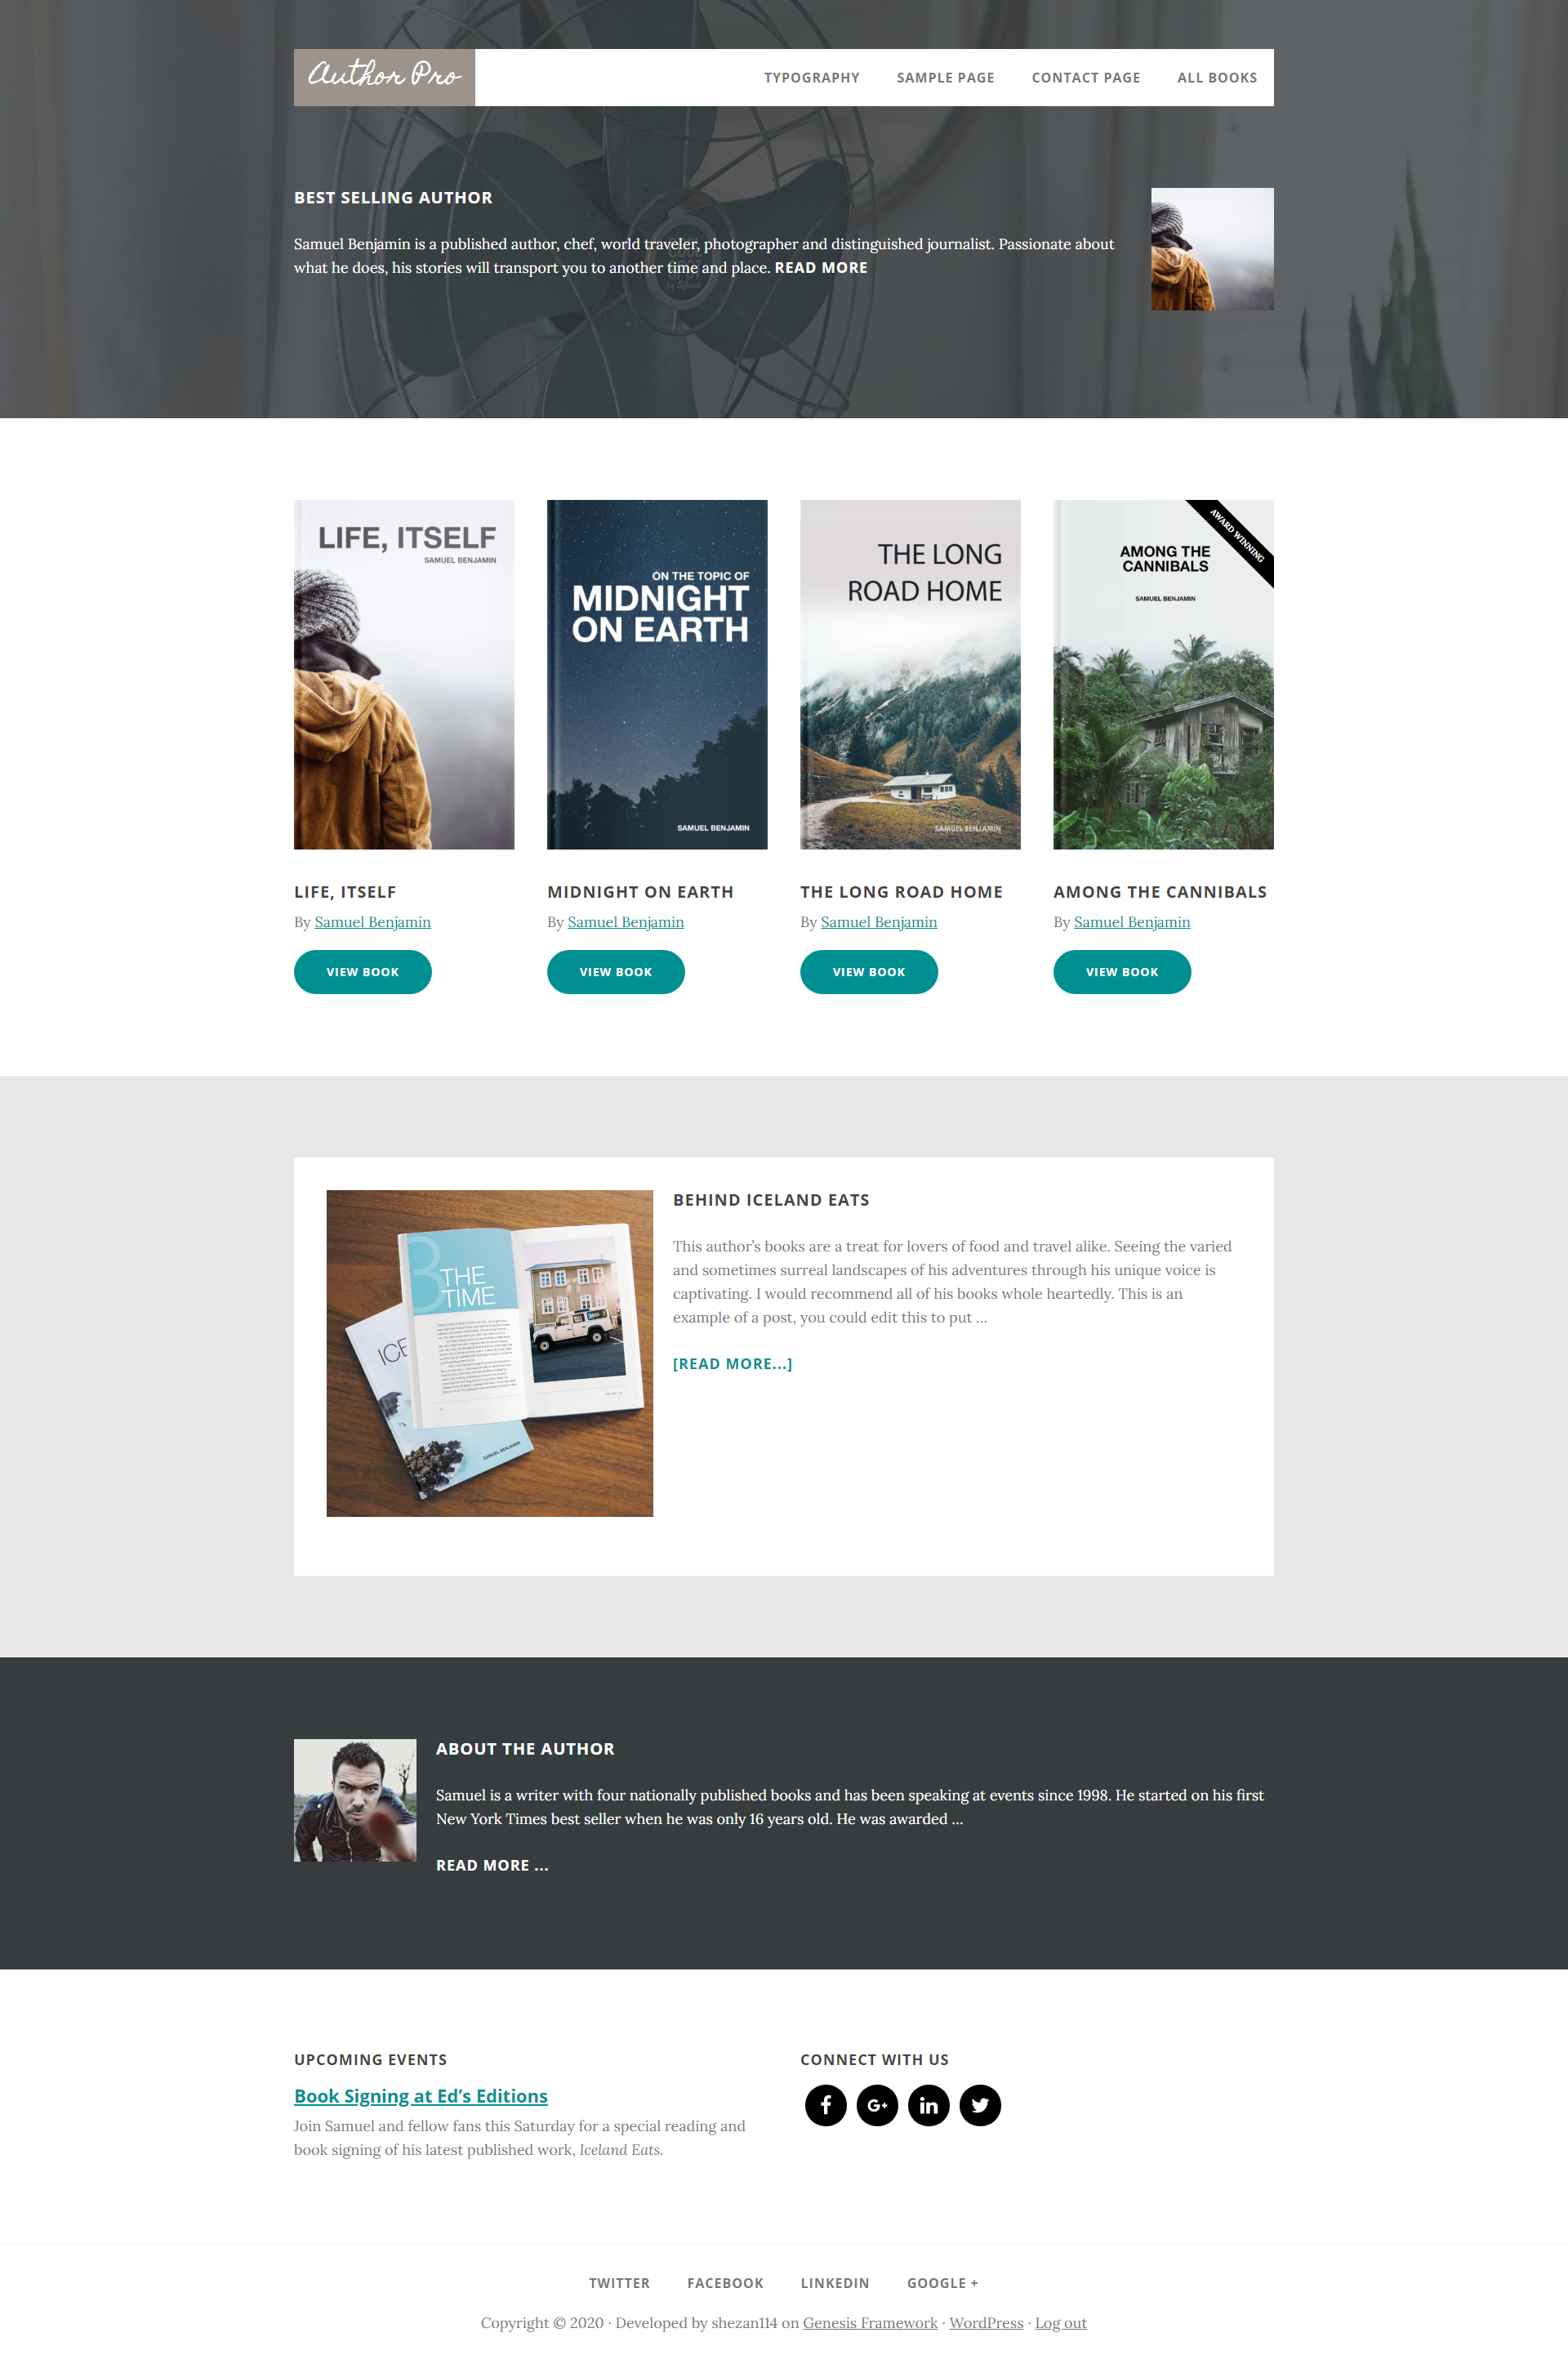 Author Pro
TYPOGRAPHY SAMPLE PAGE CONTACT PAGE ALL BOOKS
BEST SELLING AUTHOR
Samuel Benjamin is a published author, chef, world traveler, photographer and distinguished journalist. Passionate about
what he does, his stories will transport you to another time and place. READ MORE
LIFE, ITSELF
SAMUEL BENJAMIN
ON THE TOPIC OF
MIDNIGHT
ON EARTH
SAMUEL BENJAMIN
THE LONG
ROAD HOME
SAMUEL BENJAMIN
AWARD WINNING
AMONG THE
CANNIBALS
SAMUEL BENJAMIN
LIFE, ITSELF
By Samuel Benjamin
VIEW BOOK
MIDNIGHT ON EARTH
By Samuel Benjamin
VIEW BOOK
THE LONG ROAD HOME
By Samuel Benjamin
VIEW BOOK
AMONG THE CANNIBALS
By Samuel Benjamin
VIEW BOOK
3
THE
TIME
ICE
SAMUEL BENJAMIN
BEHIND ICELAND EATS
This author’s books are a treat for lovers of food and travel alike. Seeing the varied
and sometimes surreal landscapes of his adventures through his unique voice is
captivating. I would recommend all of his books whole heartedly. This is an
example of a post, you could edit this to put …
[READ MORE...]
ABOUT THE AUTHOR
Samuel is a writer with four nationally published books and has been speaking at events since 1998. He started on his first
New York Times best seller when he was only 16 years old. He was awarded …
READ MORE ...
UPCOMING EVENTS
Book Signing at Ed’s Editions
Join Samuel and fellow fans this Saturday for a special reading and
book signing of his latest published work, Iceland Eats.
CONNECT WITH US
TWITTER FACEBOOK LINKEDIN GOOGLE +
Copyright © 2020 · Developed by shezan114 on Genesis Framework · WordPress · Log out